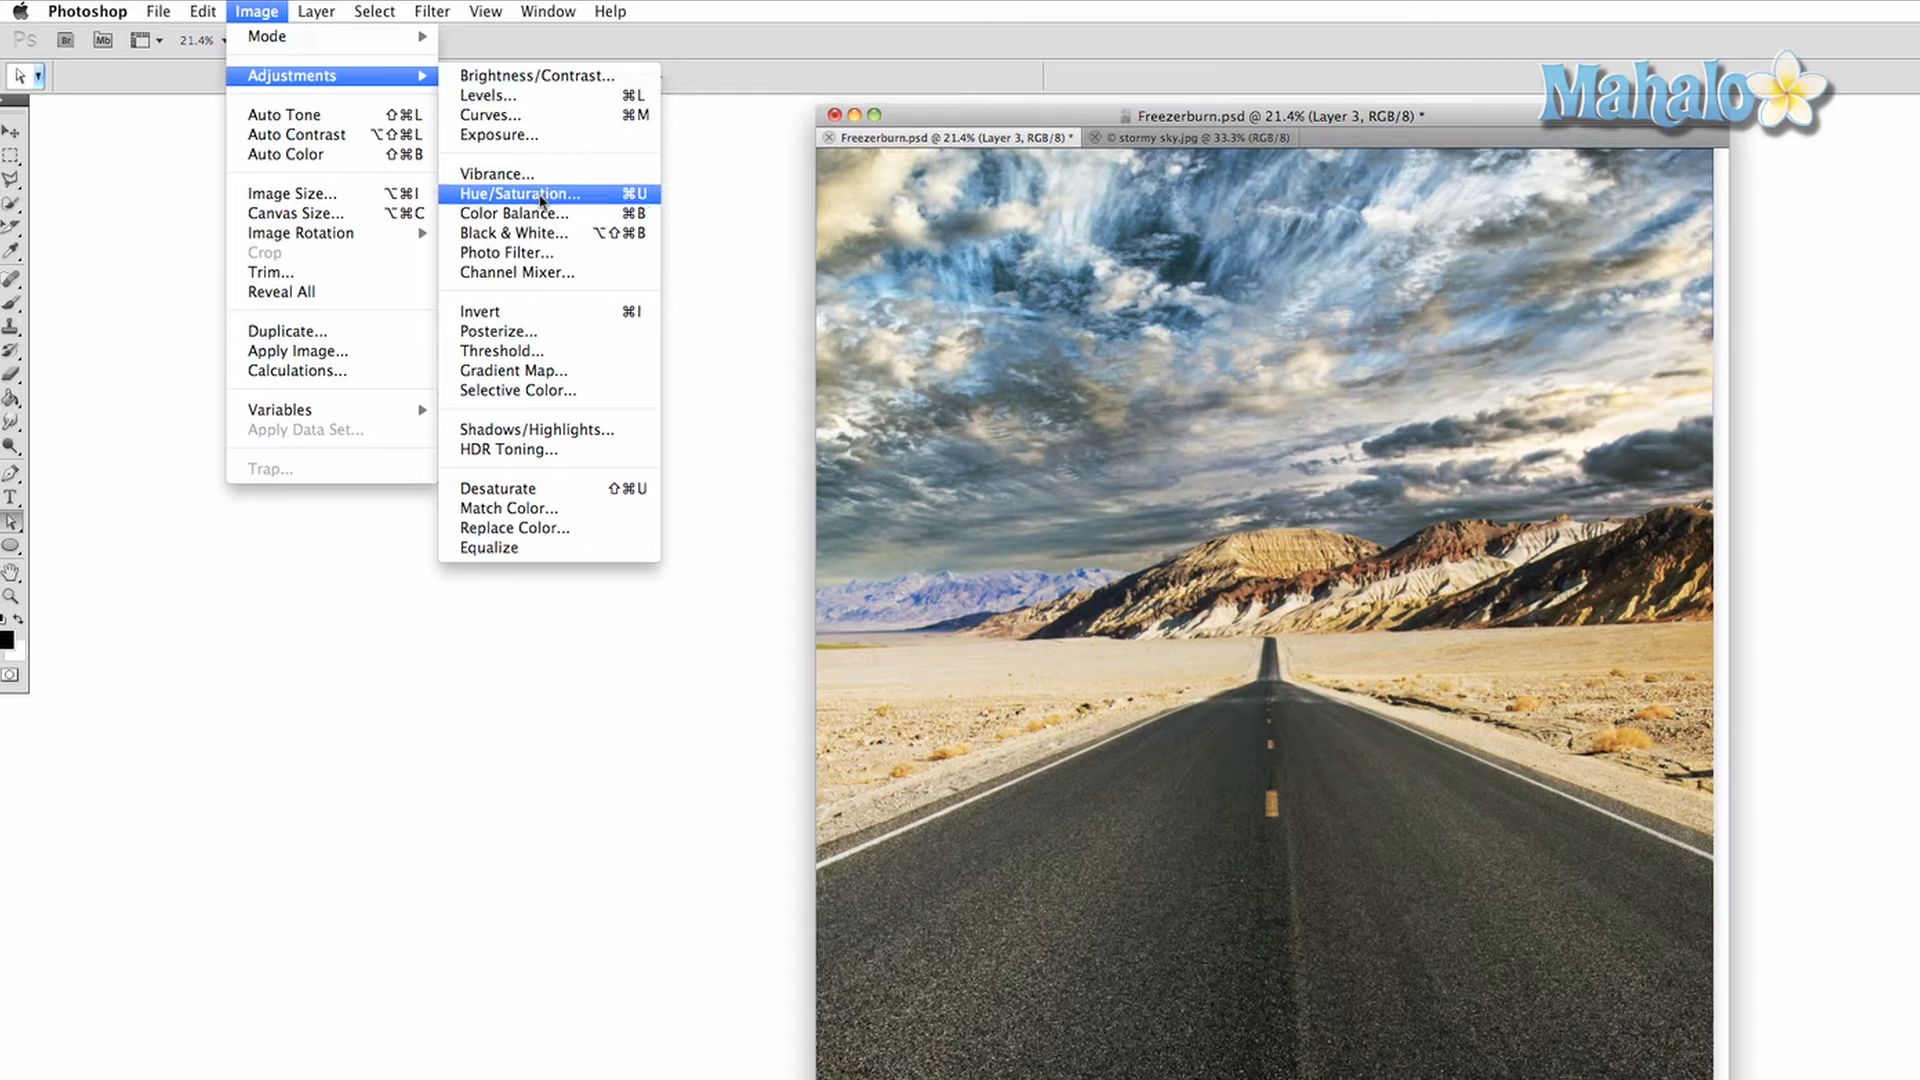 Photoshop File Edit Image Layer Select Filter View Window Help
Ps Br Mb 21.4%
Mode
Adjustments
Auto Tone ⇧⌘L
Auto Contrast ⌥⇧⌘L
Auto Color ⇧⌘B
Image Size... ⌥⌘I
Canvas Size... ⌥⌘C
Image Rotation
Crop
Trim...
Reveal All
Duplicate...
Apply Image...
Calculations...
Variables
Apply Data Set...
Trap...
Brightness/Contrast...
Levels... ⌘L
Curves... ⌘M
Exposure...
Vibrance...
Hue/Saturation... ⌘U
Color Balance... ⌘B
Black & White... ⌥⇧⌘B
Photo Filter...
Channel Mixer...
Invert ⌘I
Posterize...
Threshold...
Gradient Map...
Selective Color...
Shadows/Highlights...
HDR Toning...
Desaturate ⇧⌘U
Match Color...
Replace Color...
Equalize
Mahalo
Freezerburn.psd @ 21.4% (Layer 3, RGB/8) *
Freezerburn.psd @ 21.4% (Layer 3, RGB/8) * © stormy sky.jpg @ 33.3% (RGB/8)
T